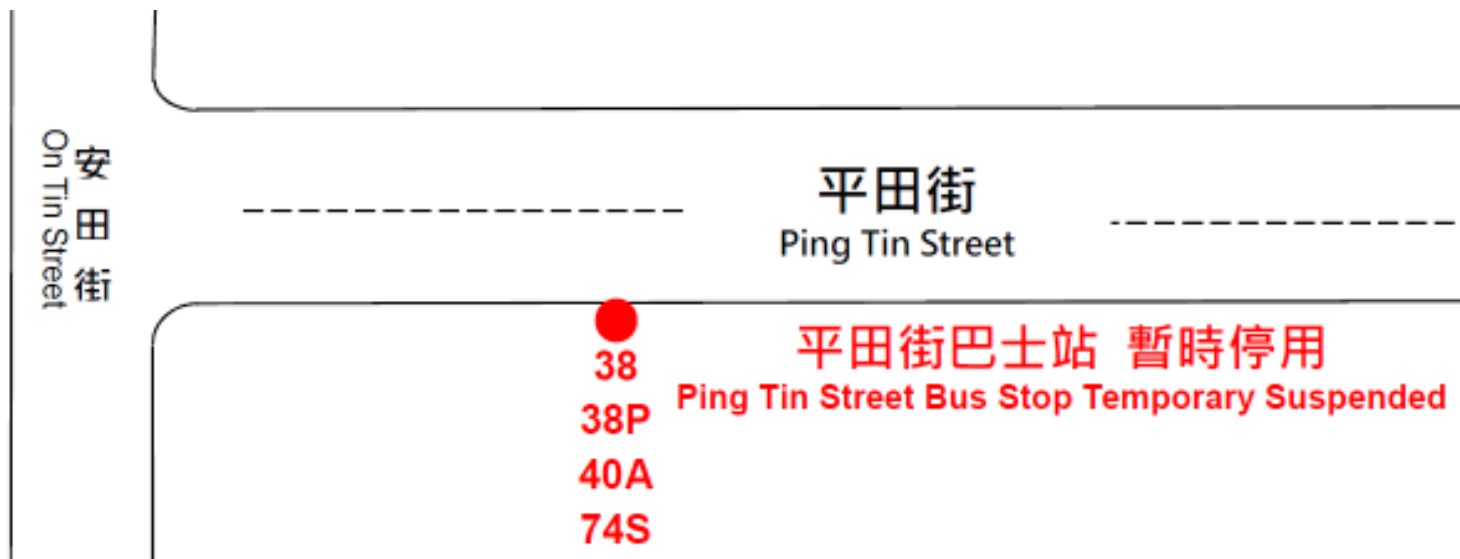 安田街
On Tin Street
平田街
Ping Tin Street
平田街巴士站 暫時停用
Ping Tin Street Bus Stop Temporary Suspended
38
38P
40A
74S